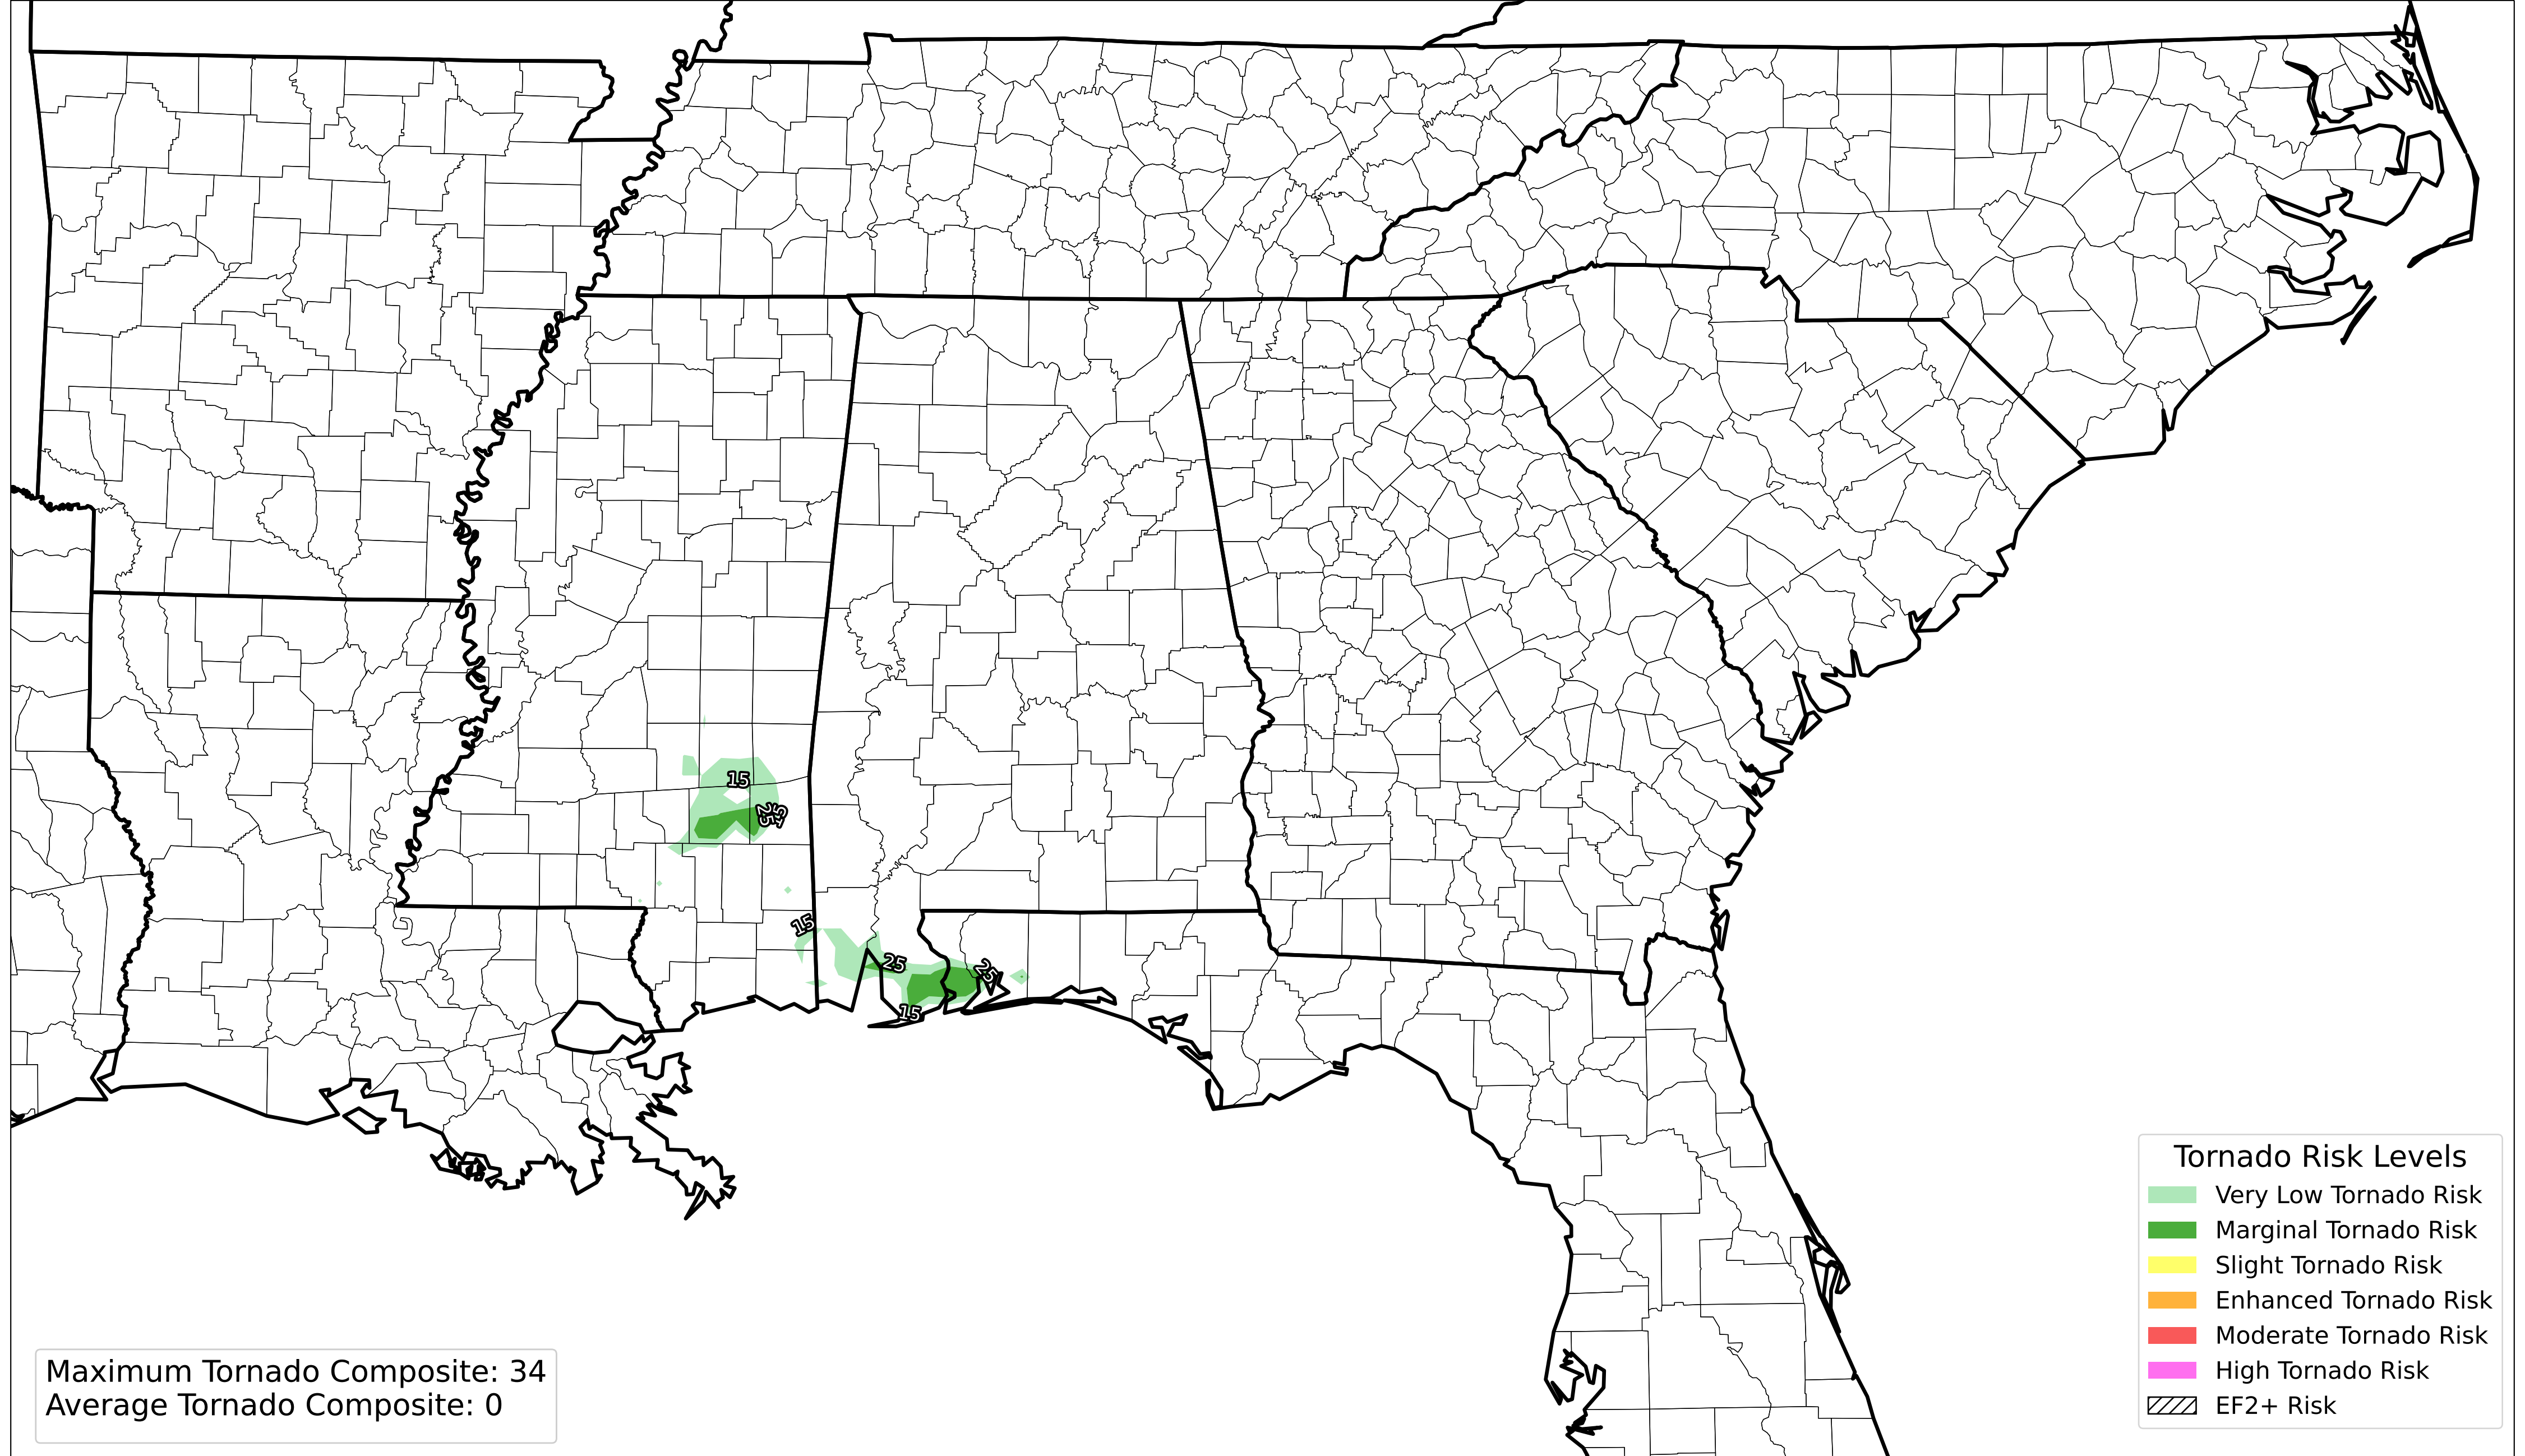 15
25
15
25
25
15
Tornado Risk Levels
Very Low Tornado Risk
Marginal Tornado Risk
Slight Tornado Risk
Enhanced Tornado Risk
Moderate Tornado Risk
High Tornado Risk
EF2+ Risk
Maximum Tornado Composite: 34
Average Tornado Composite: 0